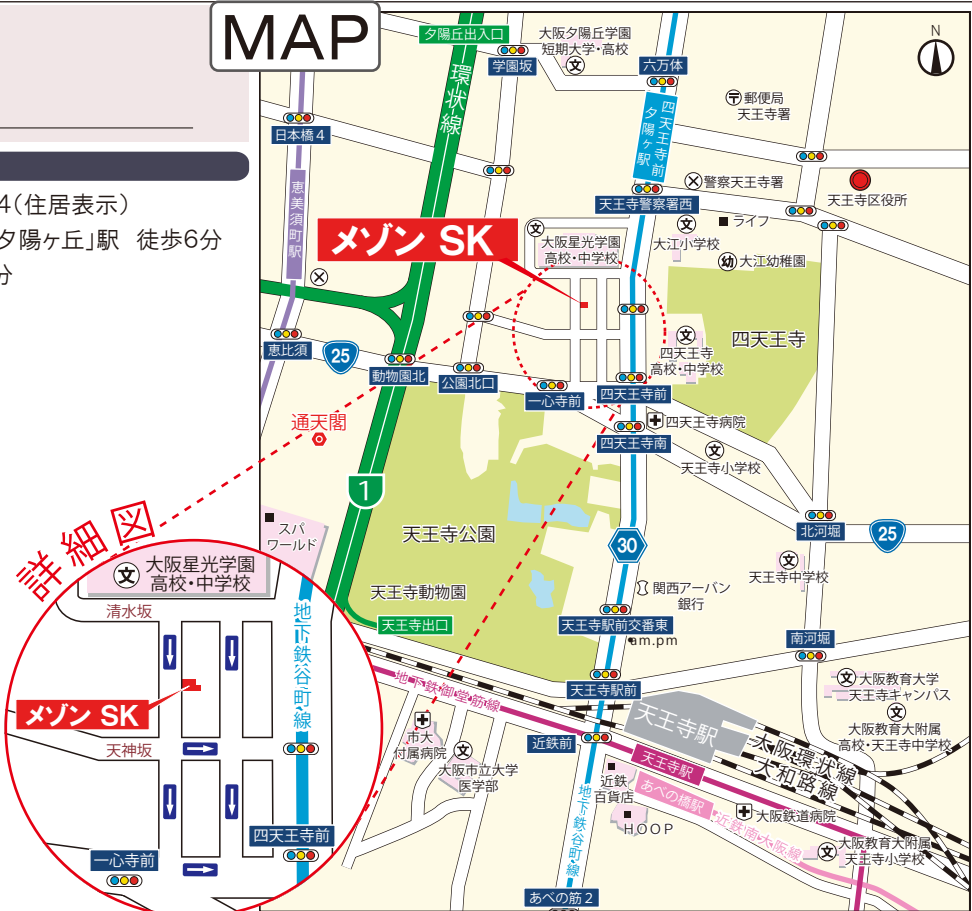 MAP
4(住居表示)
夕陽ヶ丘」駅 徒歩6分
分
夕陽丘出入口
大阪夕陽丘学園
短期大学・高校
文
学園坂
六万体
N
環状線
〒郵便局
天王寺署
日本橋4
四天王寺前
夕陽ヶ丘駅
恵美須町駅
警察天王寺署
天王寺区役所
天王寺警察署西
ライフ
メゾン SK
文
大阪星光学園
高校・中学校
文
大江小学校
幼 大江幼稚園
四天王寺
文
四天王寺
高校・中学校
恵比須
25
動物園北
公園北口
一心寺前
四天王寺前
通天閣
四天王寺病院
四天王寺南
文
天王寺小学校
1
詳細図
スパ
ワールド
天王寺公園
30
北河堀
25
文
天王寺中学校
天王寺動物園
関西アーバン
銀行
天王寺出口
天王寺駅前交番東
am.pm
南河堀
地下鉄御堂筋線
天王寺駅前
文 大阪教育大学
天王寺キャンパス
文
大阪教育大附属
高校・天王寺中学校
市大
付属病院
文
大阪市立大学
医学部
近鉄前
天王寺駅
大阪環状線
大和路線
天王寺駅
あべの橋駅
近鉄
百貨店
HOOP
地下鉄谷町線
近鉄南大阪線
大阪鉄道病院
文 大阪教育大附属
天王寺小学校
あべの筋2
文 大阪星光学園
高校・中学校
清水坂
地下鉄谷町線
メゾン SK
天神坂
四天王寺前
一心寺前